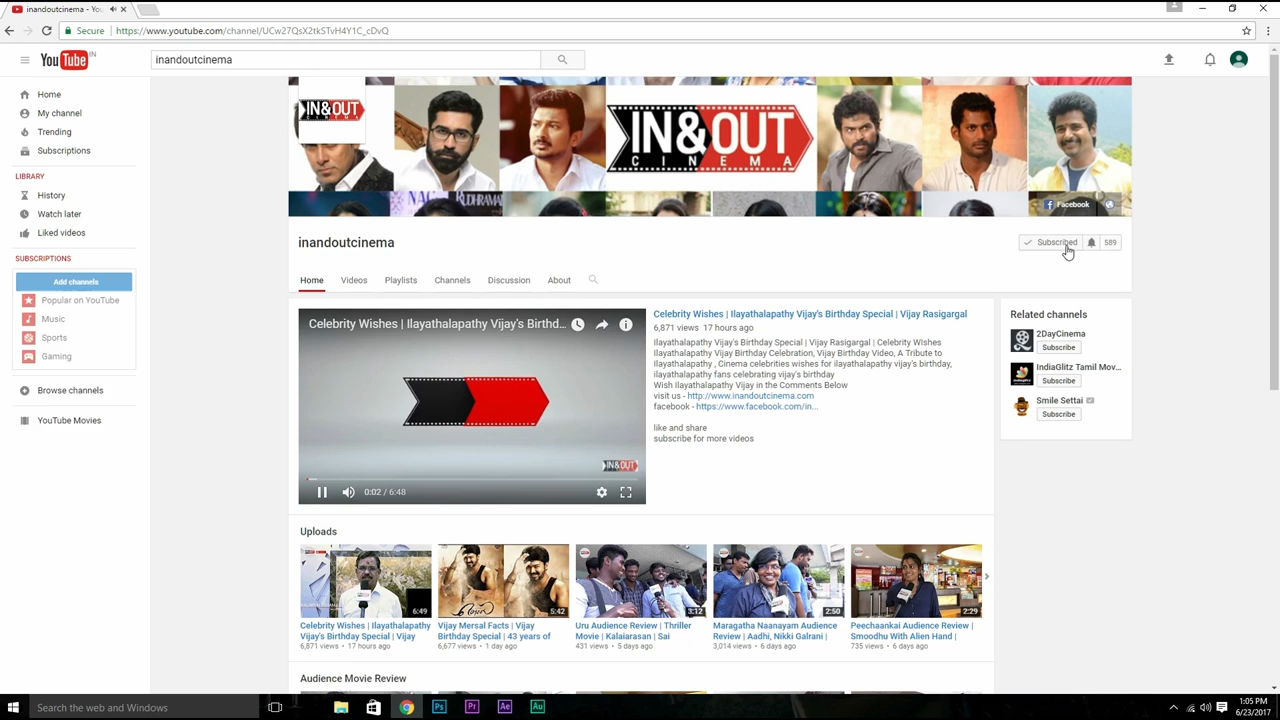 inandoutcinema - You
Secure
https://www.youtube.com/channel/UCw27QsX2tkSTvH4Y1C_cDvQ
YouTube IN
inandoutcinema
Home
My channel
Trending
Subscriptions
LIBRARY
History
Watch later
Liked videos
SUBSCRIPTIONS
Add channels
Popular on YouTube
Music
Sports
Gaming
Browse channels
YouTube Movies
IN&OUT
CINEMA
IN&OUT
CINEMA
Facebook
inandoutcinema
Subscribed
589
Home
Videos
Playlists
Channels
Discussion
About
Celebrity Wishes | Ilayathalapathy Vijay's Birthd...
IN&OUT
0:02 / 6:48
Celebrity Wishes | Ilayathalapathy Vijay's Birthday Special | Vijay Rasigargal
6,871 views 17 hours ago
Ilayathalapathy Vijay's Birthday Special | Vijay Rasigargal | Celebrity WIshes
Ilayathalapathy Vijay Birthday Celebration, Vijay Birthday Video, A Tribute to
Ilayathalapathy , Cinema celebrities wishes for ilayathalapathy vijay's birthday,
ilayathalapathy fans celebrating vijay's birthday
Wish Ilayathalapathy Vijay in the Comments Below
visit us - http://www.inandoutcinema.com
facebook - https://www.facebook.com/in...
like and share
subscribe for more videos
Related channels
2DayCinema
Subscribe
IndiaGlitz Tamil Mov...
Subscribe
Smile Settai
Subscribe
Uploads
6:49
Celebrity Wishes | Ilayathalapathy
Vijay's Birthday Special | Vijay
6,871 views • 17 hours ago
5:42
Vijay Mersal Facts | Vijay
Birthday Special | 43 years of
6,677 views • 1 day ago
3:12
Uru Audience Review | Thriller
Movie | Kalaiarasan | Sai
431 views • 5 days ago
2:50
Maragatha Naanayam Audience
Review | Aadhi, Nikki Galrani |
3,014 views • 6 days ago
2:29
Peechaankai Audience Review |
Smoodhu With Alien Hand |
735 views • 6 days ago
Audience Movie Review
Search the web and Windows
Ps
Pr
Ae
Au
1:05 PM
6/23/2017